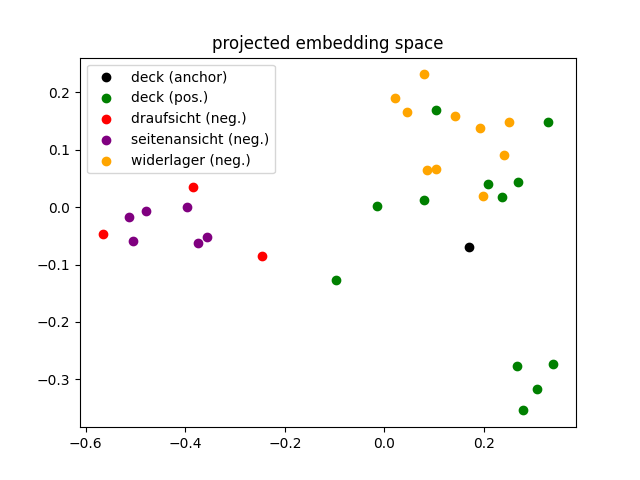 projected embedding space
deck (anchor)
deck (pos.)
draufsicht (neg.)
seitenansicht (neg.)
widerlager (neg.)
0.2
0.1
0.0
−0.1
−0.2
−0.3
−0.6 −0.4 −0.2 0.0 0.2